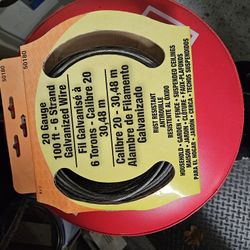 50180
50180
20 Gauge
100 ft - 6 Strand
Galvanized Wire
Fil Galvanisé à
6 Torons - Calibre 20
30,48 m
Calibre 20 - 30,48 m
Alambre de Filamento
Galvanizado
RUST RESISTANT
ANTIROUILLE
RESISTENTE AL ÓXIDO
HOUSEHOLD • GARDEN • FENCE • SUSPENDED CEILINGS
MAISON • JARDIN • CLÔTURE • FAUX-PLAFONDS
PARA EL HOGAR • JARDÍN • CERCA • TECHOS SUSPENDIDOS